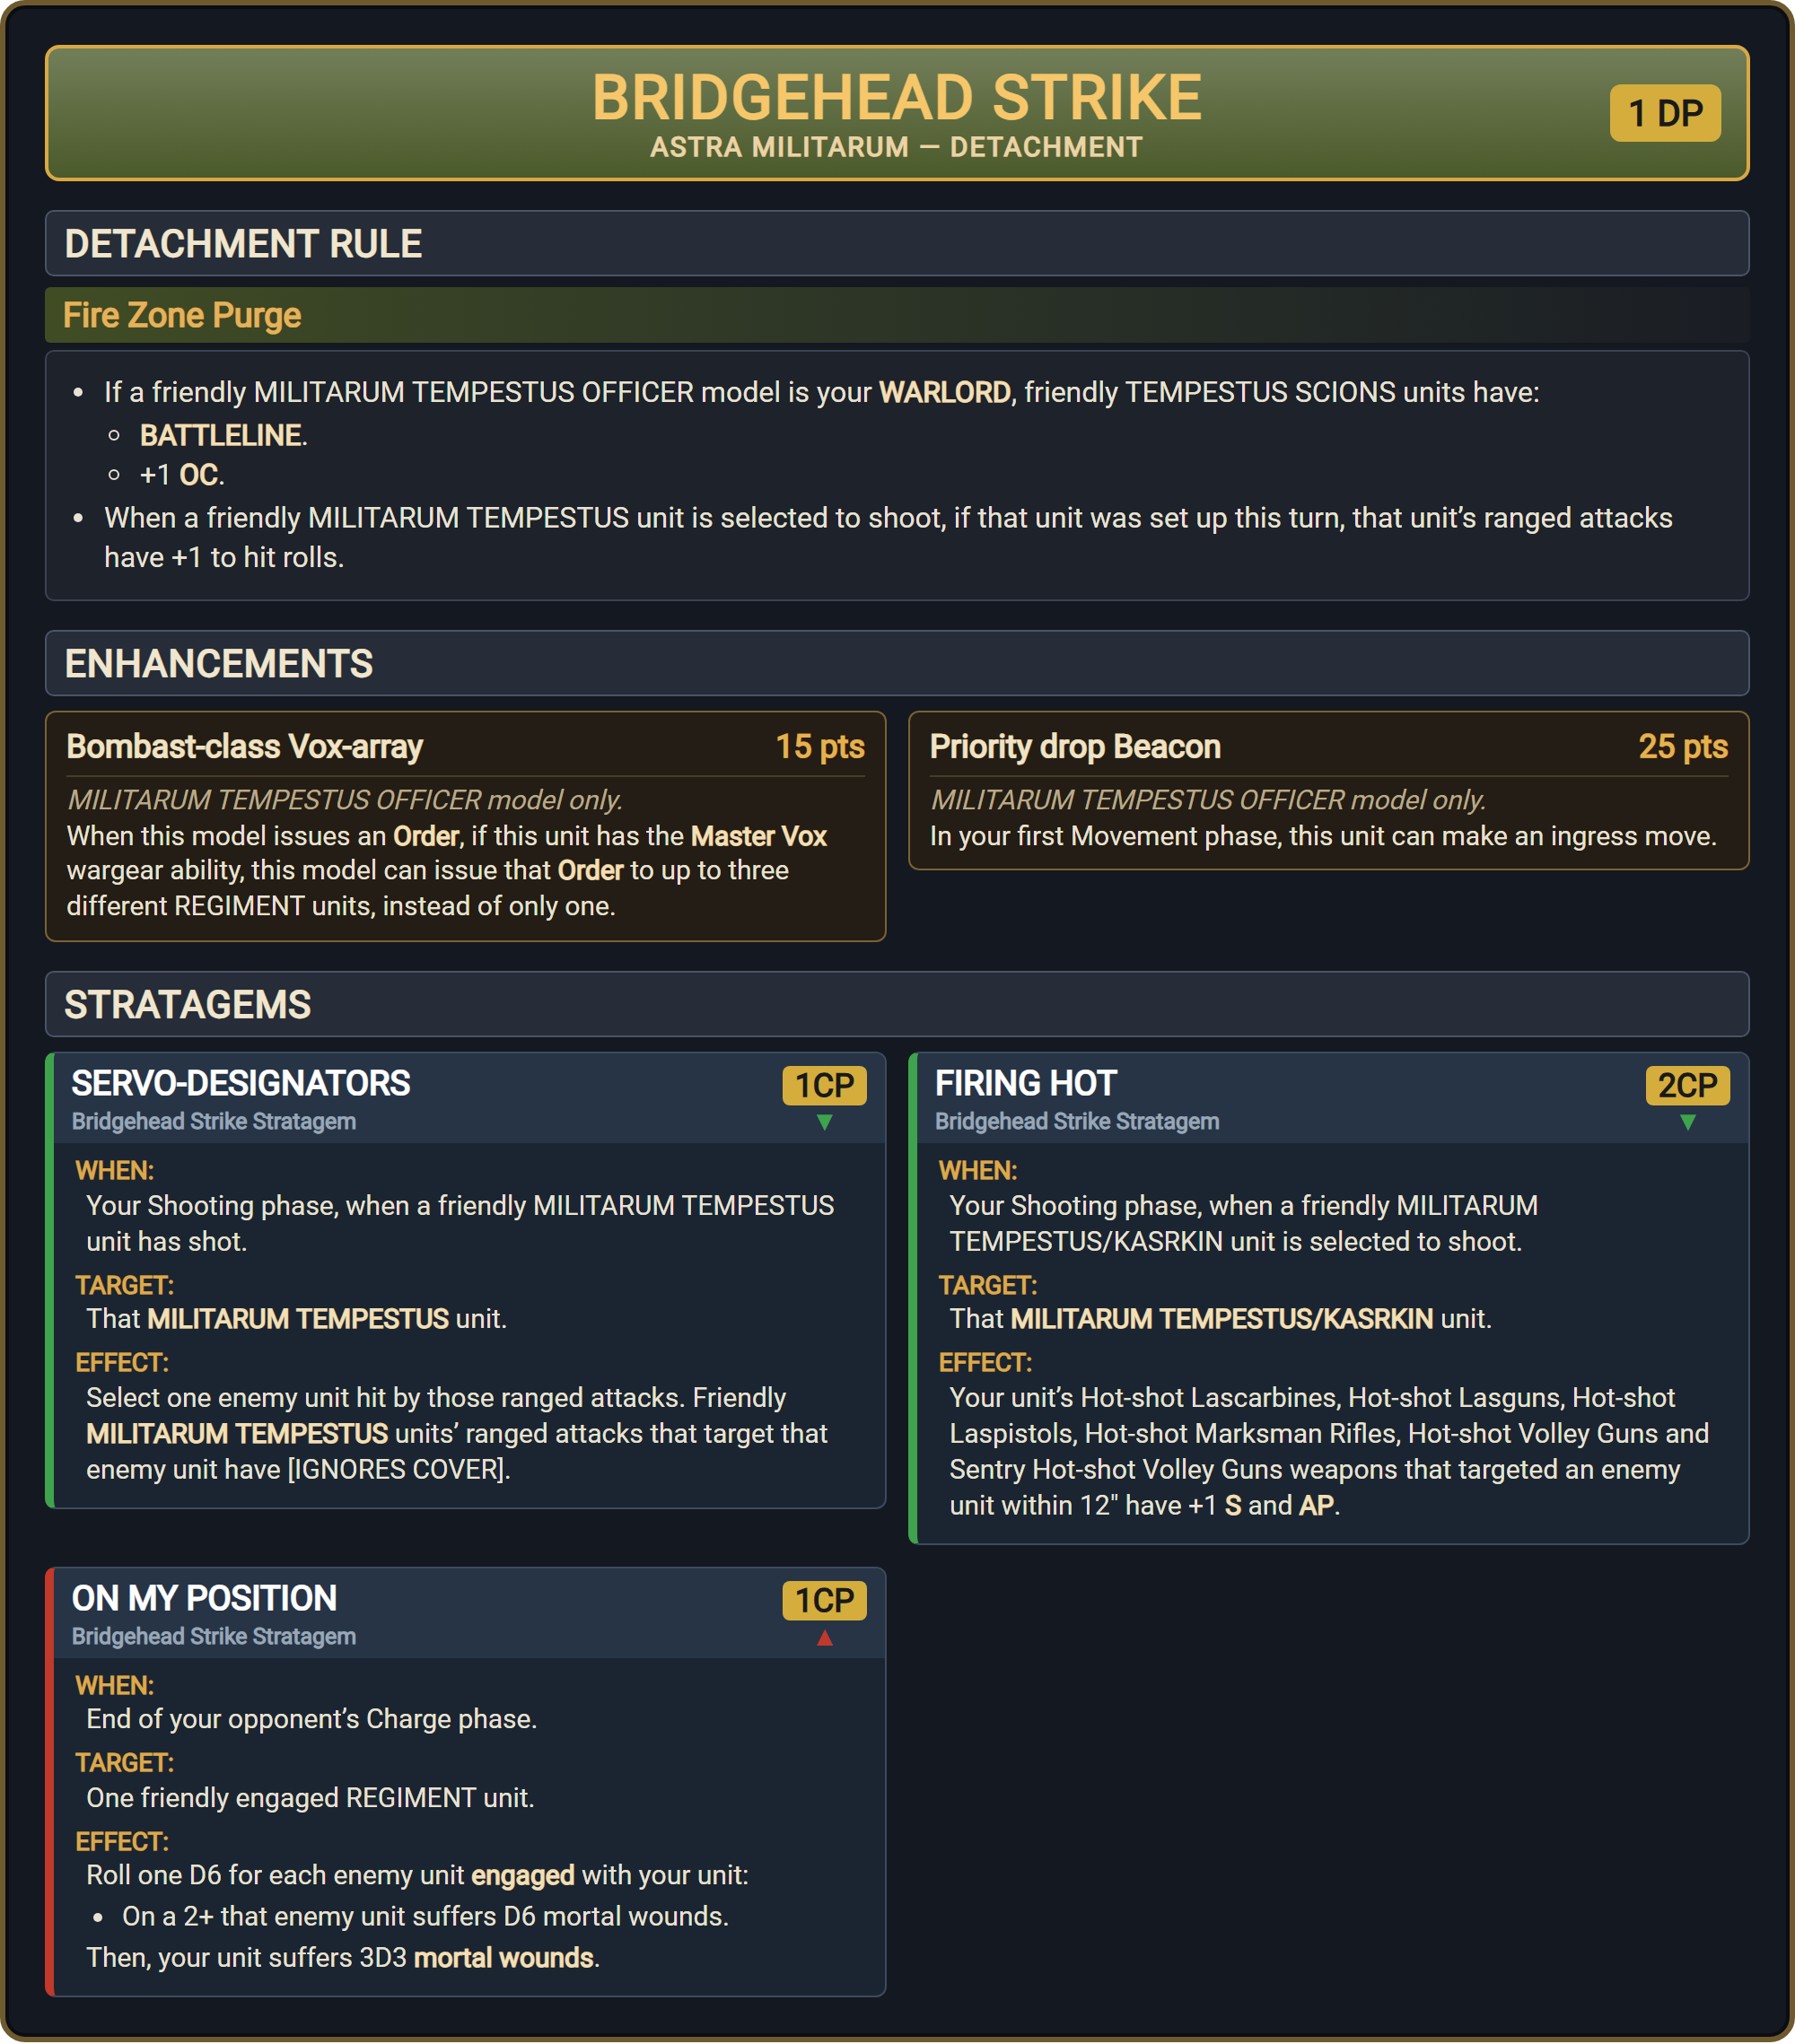 BRIDGEHEAD STRIKE
ASTRA MILITARUM — DETACHMENT
1 DP
DETACHMENT RULE
Fire Zone Purge
• If a friendly MILITARUM TEMPESTUS OFFICER model is your WARLORD, friendly TEMPESTUS SCIONS units have:
◦ BATTLELINE.
◦ +1 OC.
• When a friendly MILITARUM TEMPESTUS unit is selected to shoot, if that unit was set up this turn, that unit’s ranged attacks
have +1 to hit rolls.
ENHANCEMENTS
Bombast-class Vox-array 15 pts
MILITARUM TEMPESTUS OFFICER model only.
When this model issues an Order, if this unit has the Master Vox
wargear ability, this model can issue that Order to up to three
different REGIMENT units, instead of only one.
Priority drop Beacon 25 pts
MILITARUM TEMPESTUS OFFICER model only.
In your first Movement phase, this unit can make an ingress move.
STRATAGEMS
SERVO-DESIGNATORS 1CP
Bridgehead Strike Stratagem ▼
WHEN:
Your Shooting phase, when a friendly MILITARUM TEMPESTUS
unit has shot.
TARGET:
That MILITARUM TEMPESTUS unit.
EFFECT:
Select one enemy unit hit by those ranged attacks. Friendly
MILITARUM TEMPESTUS units’ ranged attacks that target that
enemy unit have [IGNORES COVER].
FIRING HOT 2CP
Bridgehead Strike Stratagem ▼
WHEN:
Your Shooting phase, when a friendly MILITARUM
TEMPESTUS/KASRKIN unit is selected to shoot.
TARGET:
That MILITARUM TEMPESTUS/KASRKIN unit.
EFFECT:
Your unit’s Hot-shot Lascarbines, Hot-shot Lasguns, Hot-shot
Laspistols, Hot-shot Marksman Rifles, Hot-shot Volley Guns and
Sentry Hot-shot Volley Guns weapons that targeted an enemy
unit within 12" have +1 S and AP.
ON MY POSITION 1CP
Bridgehead Strike Stratagem ▲
WHEN:
End of your opponent’s Charge phase.
TARGET:
One friendly engaged REGIMENT unit.
EFFECT:
Roll one D6 for each enemy unit engaged with your unit:
• On a 2+ that enemy unit suffers D6 mortal wounds.
Then, your unit suffers 3D3 mortal wounds.